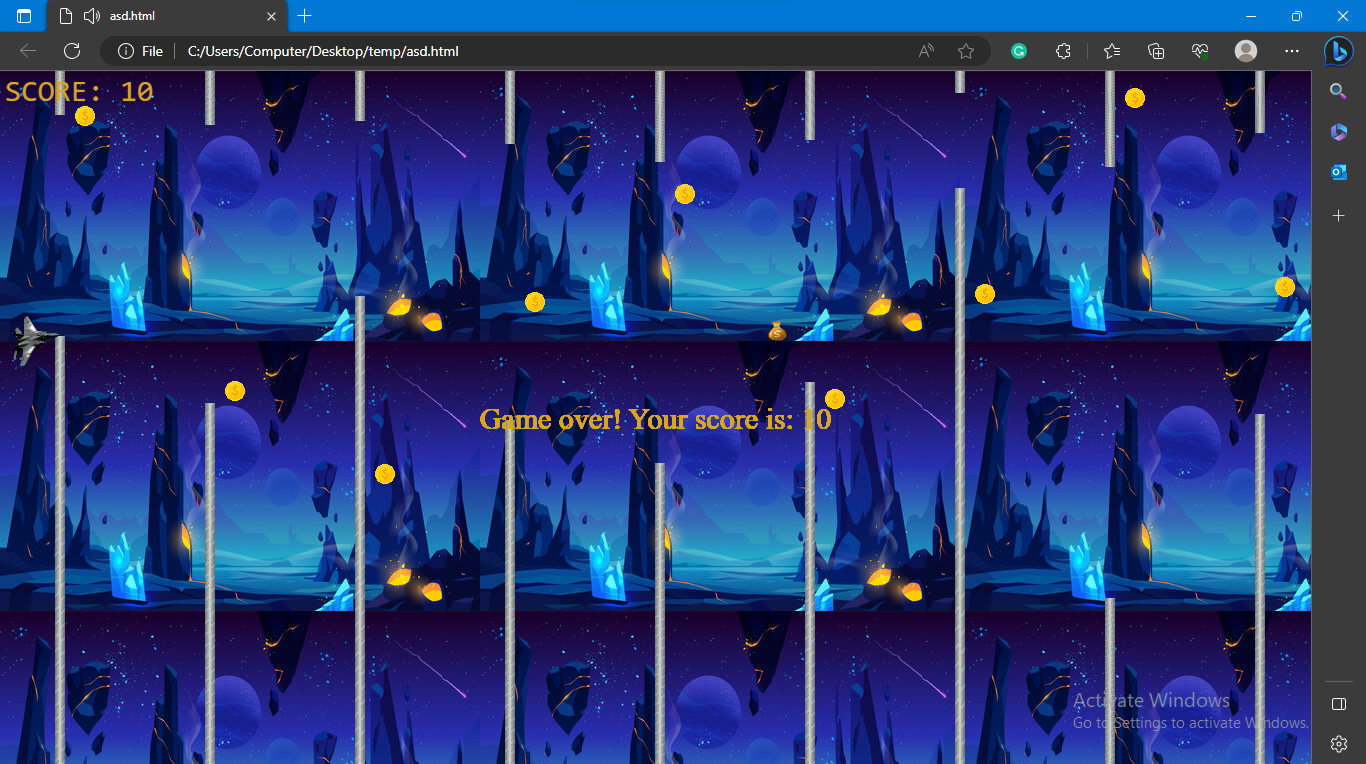 asd.html
File
C:/Users/Computer/Desktop/temp/asd.html
SCORE: 10
Game over! Your score is: 10
Activate Windows
Go to Settings to activate Windows.